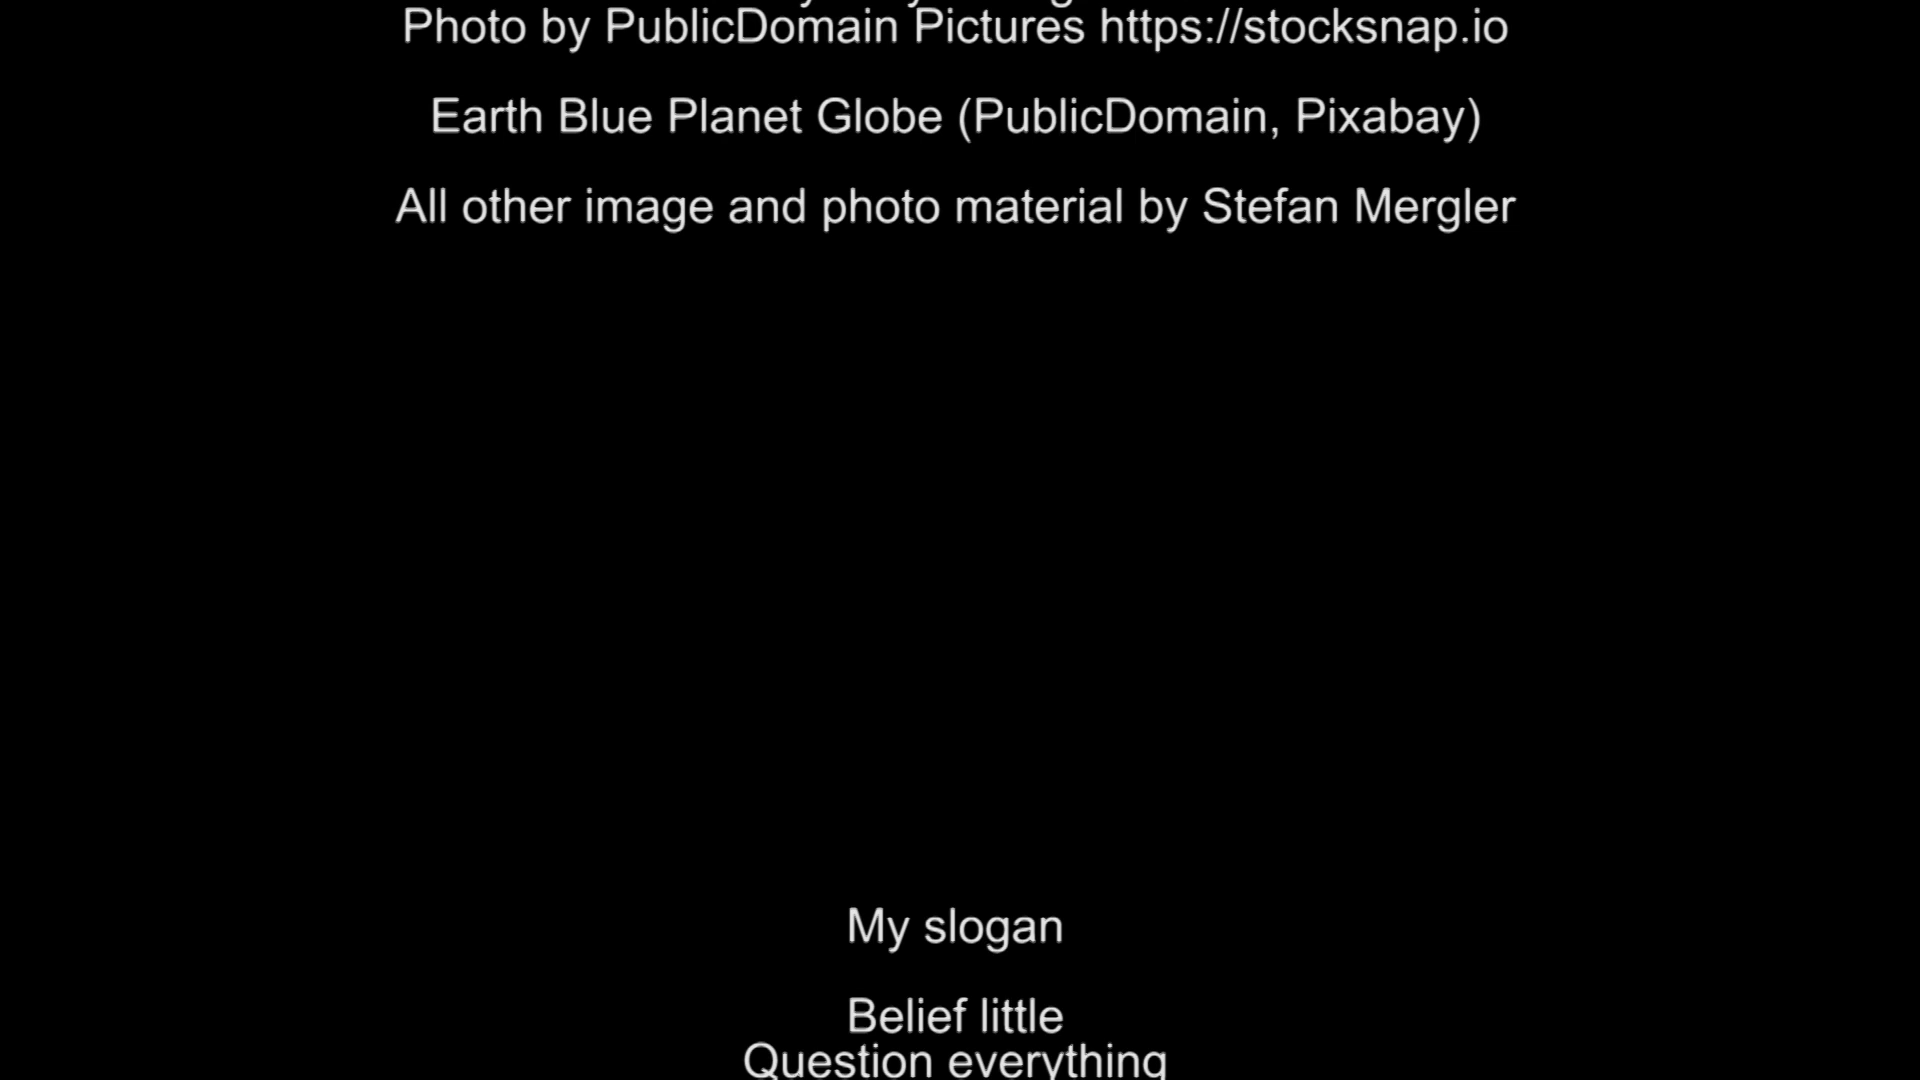 Photo by PublicDomain Pictures https://stocksnap.io
Earth Blue Planet Globe (PublicDomain, Pixabay)
All other image and photo material by Stefan Mergler
My slogan
Belief little
Question everything